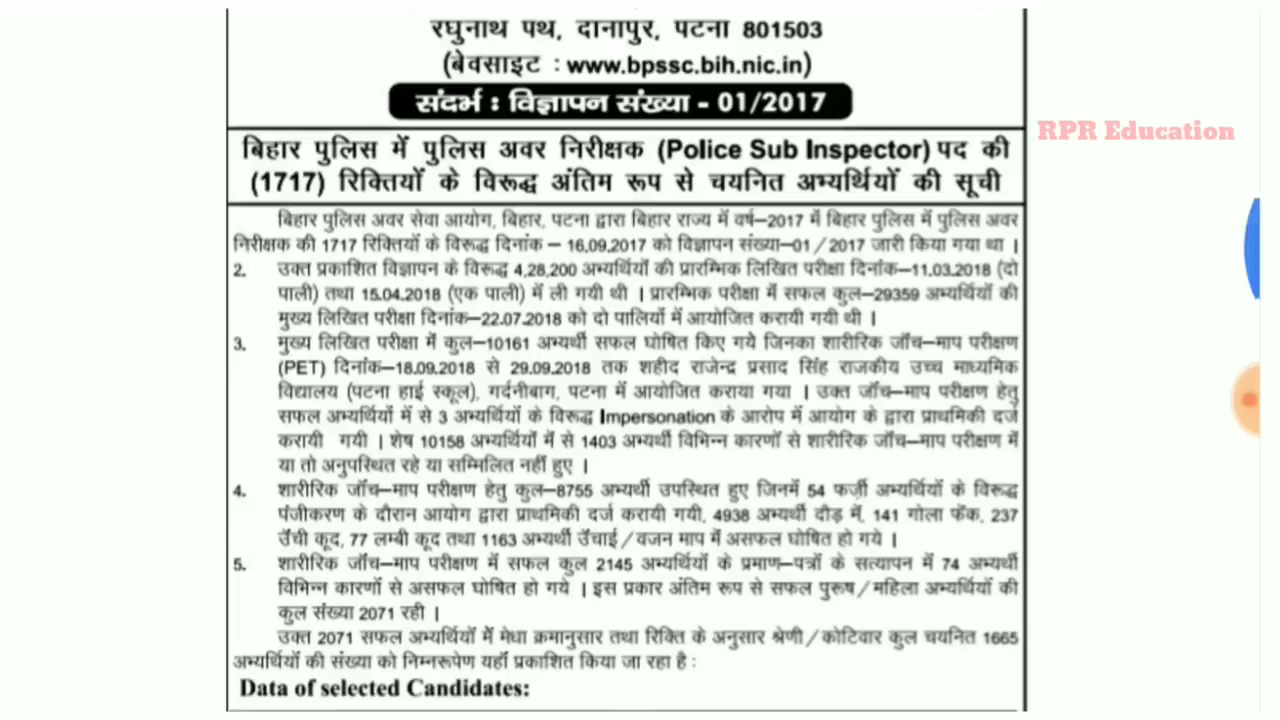 रघुनाथ पथ, दानापुर, पटना 801503
(बेवसाइट : www.bpssc.bih.nic.in)
संदर्भ : विज्ञापन संख्या - 01/2017
RPR Education
बिहार पुलिस में पुलिस अवर निरीक्षक (Police Sub Inspector) पद की
(1717) रिक्तियों के विरूद्ध अंतिम रूप से चयनित अभ्यर्थियों की सूची
बिहार पुलिस अवर सेवा आयोग, बिहार, पटना द्वारा बिहार राज्य में वर्ष–2017 में बिहार पुलिस में पुलिस अवर
निरीक्षक की 1717 रिक्तियों के विरूद्ध दिनांक – 16.09.2017 को विज्ञापन संख्या–01/2017 जारी किया गया था ।
2. उक्त प्रकाशित विज्ञापन के विरूद्ध 4,28,200 अभ्यर्थियों की प्रारम्भिक लिखित परीक्षा दिनांक–11.03.2018 (दो
पाली) तथा 15.04.2018 (एक पाली) में ली गयी थी । प्रारम्भिक परीक्षा में सफल कुल–29359 अभ्यर्थियों की
मुख्य लिखित परीक्षा दिनांक–22.07.2018 को दो पालियों में आयोजित करायी गयी थी ।
3. मुख्य लिखित परीक्षा में कुल–10161 अभ्यर्थी सफल घोषित किए गये जिनका शारीरिक जाँच–माप परीक्षण
(PET) दिनांक–18.09.2018 से 29.09.2018 तक शहीद राजेन्द्र प्रसाद सिंह राजकीय उच्च माध्यमिक
विद्यालय (पटना हाई स्कूल), गर्दनीबाग, पटना में आयोजित कराया गया । उक्त जाँच–माप परीक्षण हेतु
सफल अभ्यर्थियों में से 3 अभ्यर्थियों के विरूद्ध Impersonation के आरोप में आयोग के द्वारा प्राथमिकी दर्ज
करायी गयी । शेष 10158 अभ्यर्थियों में से 1403 अभ्यर्थी विभिन्न कारणों से शारीरिक जाँच–माप परीक्षण में
या तो अनुपस्थित रहे या सम्मिलित नहीं हुए ।
4. शारीरिक जाँच–माप परीक्षण हेतु कुल–8755 अभ्यर्थी उपस्थित हुए जिनमें 54 फर्जी अभ्यर्थियों के विरूद्ध
पंजीकरण के दौरान आयोग द्वारा प्राथमिकी दर्ज करायी गयी, 4938 अभ्यर्थी दौड़ में, 141 गोला फेंक, 237
उँची कूद, 77 लम्बी कूद तथा 1163 अभ्यर्थी उँचाई/वजन माप में असफल घोषित हो गये ।
5. शारीरिक जाँच–माप परीक्षण में सफल कुल 2145 अभ्यर्थियों के प्रमाण–पत्रों के सत्यापन में 74 अभ्यर्थी
विभिन्न कारणों से असफल घोषित हो गये । इस प्रकार अंतिम रूप से सफल पुरूष/महिला अभ्यर्थियों की
कुल संख्या 2071 रही ।
उक्त 2071 सफल अभ्यर्थियों में मेधा क्रमानुसार तथा रिक्ति के अनुसार श्रेणी/कोटिवार कुल चयनित 1665
अभ्यर्थियों की संख्या को निम्नरूपेण यहाँ प्रकाशित किया जा रहा है :
Data of selected Candidates: